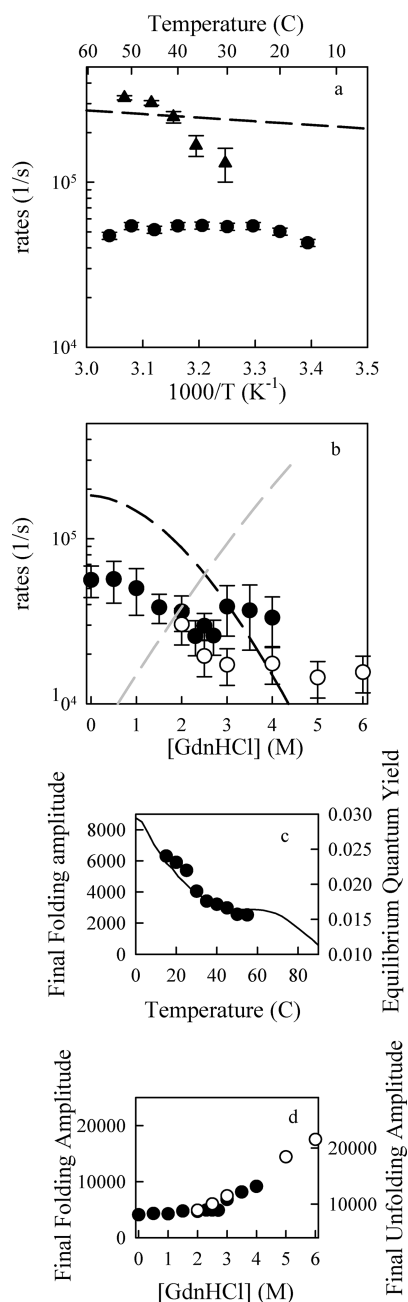 Temperature (C)
60 50 40 30 20 10
a
rates (1/s)
10^5
10^4
3.0 3.1 3.2 3.3 3.4 3.5
1000/T (K^-1)
b
rates (1/s)
10^5
10^4
0 1 2 3 4 5 6
[GdnHCl] (M)
c
Final Folding amplitude
8000
6000
4000
2000
0
0.030
0.025
0.020
0.015
0.010
Equilibrium Quantum Yield
0 20 40 60 80
Temperature (C)
d
Final Folding Amplitude
20000
15000
10000
5000
0
20000
10000
Final Unfolding Amplitude
0 1 2 3 4 5 6
[GdnHCl] (M)